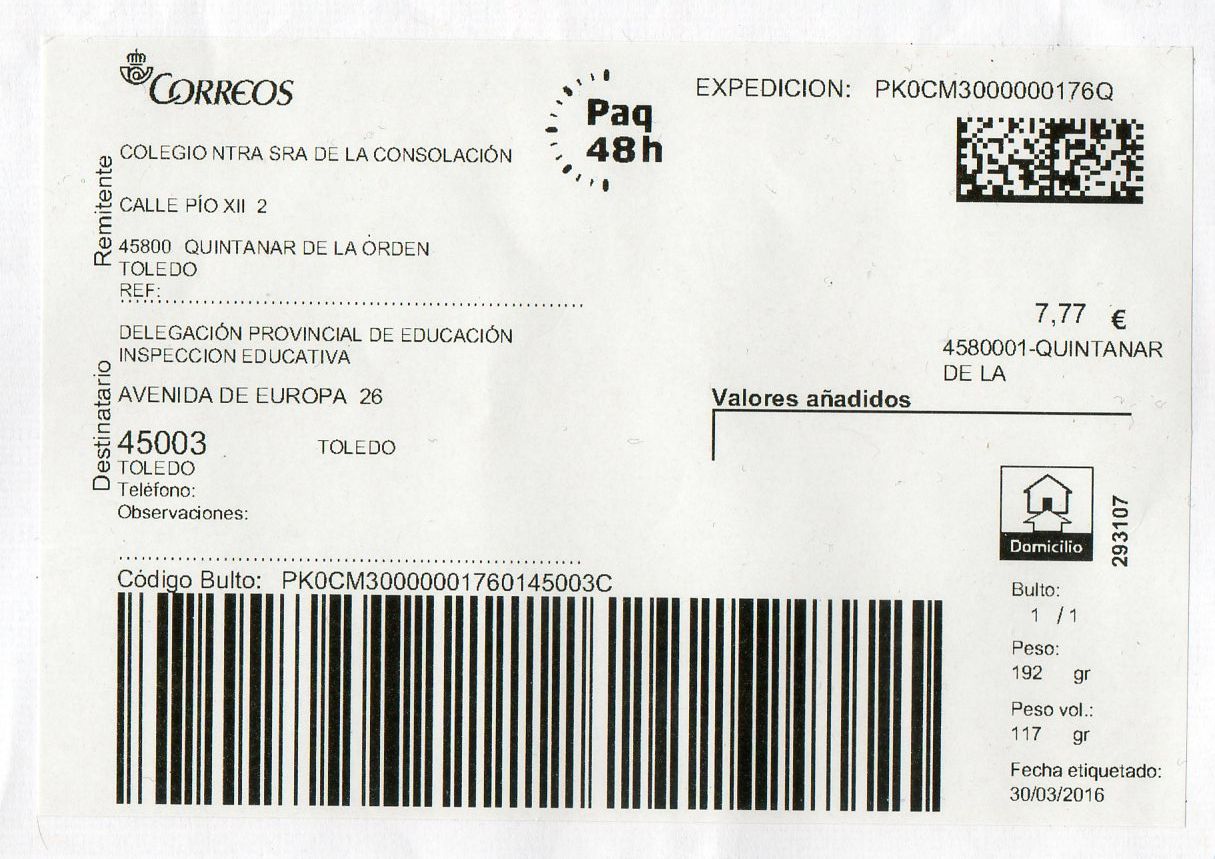 CORREOS
Paq
48h
EXPEDICION: PK0CM3000000176Q
Remitente
COLEGIO NTRA SRA DE LA CONSOLACIÓN
CALLE PÍO XII 2
45800 QUINTANAR DE LA ORDEN
TOLEDO
REF:
7,77 €
4580001-QUINTANAR
DE LA
Destinatario
DELEGACIÓN PROVINCIAL DE EDUCACIÓN
INSPECCION EDUCATIVA
AVENIDA DE EUROPA 26
45003 TOLEDO
TOLEDO
Teléfono:
Observaciones:
Valores añadidos
Domicilio
293107
Código Bulto: PK0CM30000001760145003C
Bulto:
1 / 1
Peso:
192 gr
Peso vol.:
117 gr
Fecha etiquetado:
30/03/2016